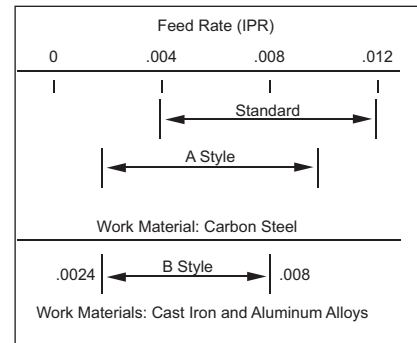 Feed Rate (IPR)
0 .004 .008 .012
Standard
A Style
Work Material: Carbon Steel
.0024 B Style .008
Work Materials: Cast Iron and Aluminum Alloys